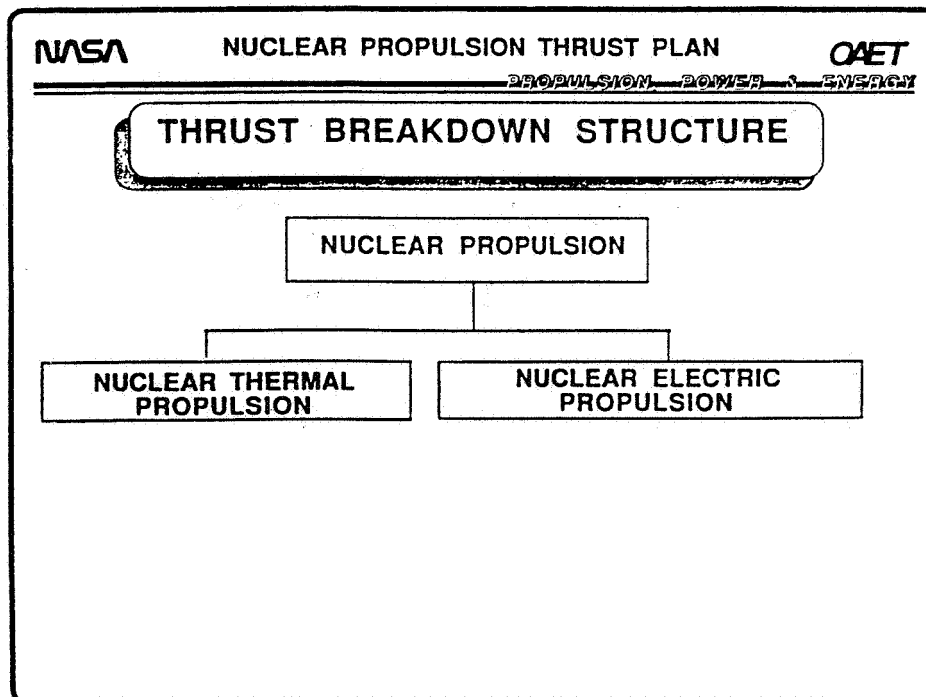 NASA
NUCLEAR PROPULSION THRUST PLAN
OAET
PROPULSION, POWER & ENERGY
THRUST BREAKDOWN STRUCTURE
NUCLEAR PROPULSION
NUCLEAR THERMAL
PROPULSION
NUCLEAR ELECTRIC
PROPULSION